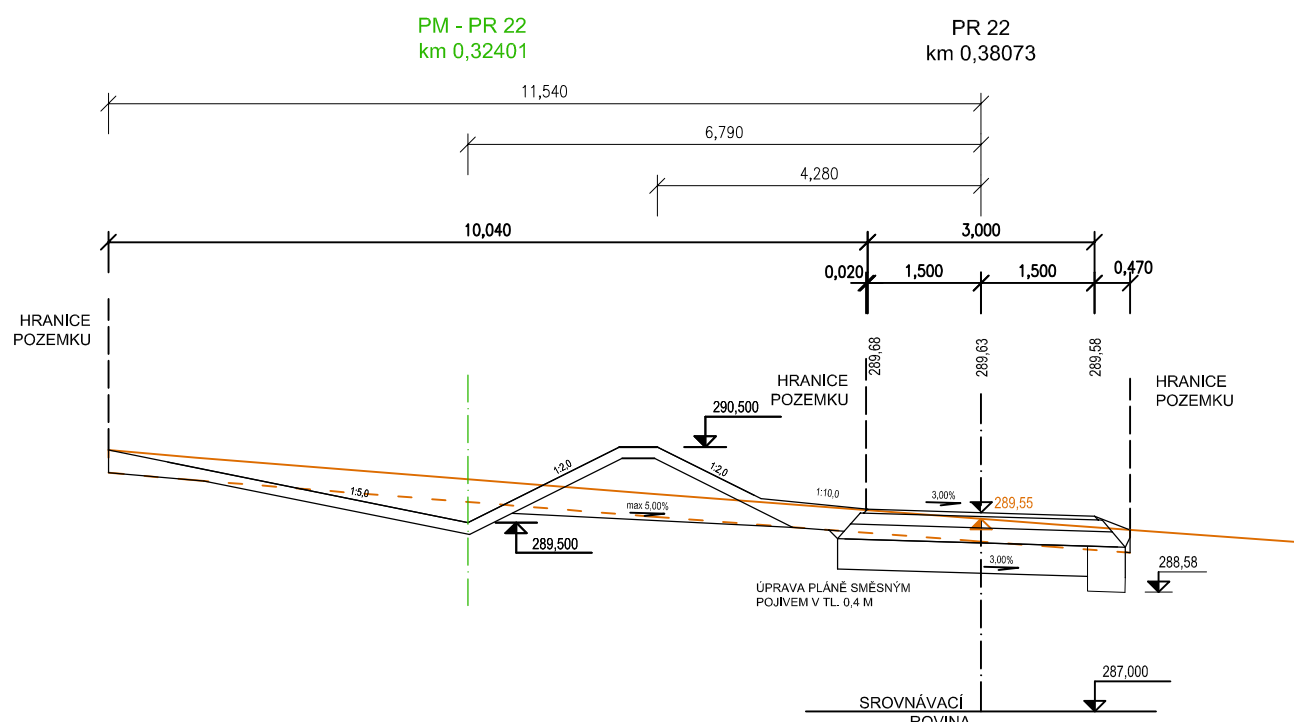 PM - PR 22
km 0,32401
PR 22
km 0,38073
11,540
6,790
4,280
10,040
3,000
0,020
1,500
1,500
0,470
HRANICE
POZEMKU
289,68
289,63
289,58
HRANICE
POZEMKU
HRANICE
POZEMKU
290,500
1:2,0
1:2,0
1:5,0
1:10,0
3,00%
289,55
max 5,00%
289,500
3,00%
288,58
ÚPRAVA PLÁNĚ SMĚSNÝM
POJIVEM V TL. 0,4 M
287,000
SROVNÁVACÍ
ROVINA